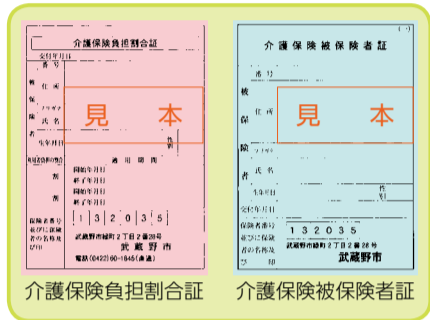 介護保険負担割合証
交付年月日
番号
被保険者
住所
フリガナ
氏名
生年月日
性別
利用者負担の割合
適用期間
割
開始年月日
終了年月日
割
開始年月日
終了年月日
保険者番号
並びに保険
者の名称及
び印
132035
武蔵野市緑町2丁目2番28号
武蔵野市
電話(0422)60-1845(直通)
見本
介護保険負担割合証
(一)
介護保険被保険者証
被保険者
番号
住所
フリガナ
氏名
生年月日
性別
交付年月日
保険者番号
並びに保険
者の名称及
び印
132035
武蔵野市緑町2丁目2番28号
武蔵野市
見本
介護保険被保険者証